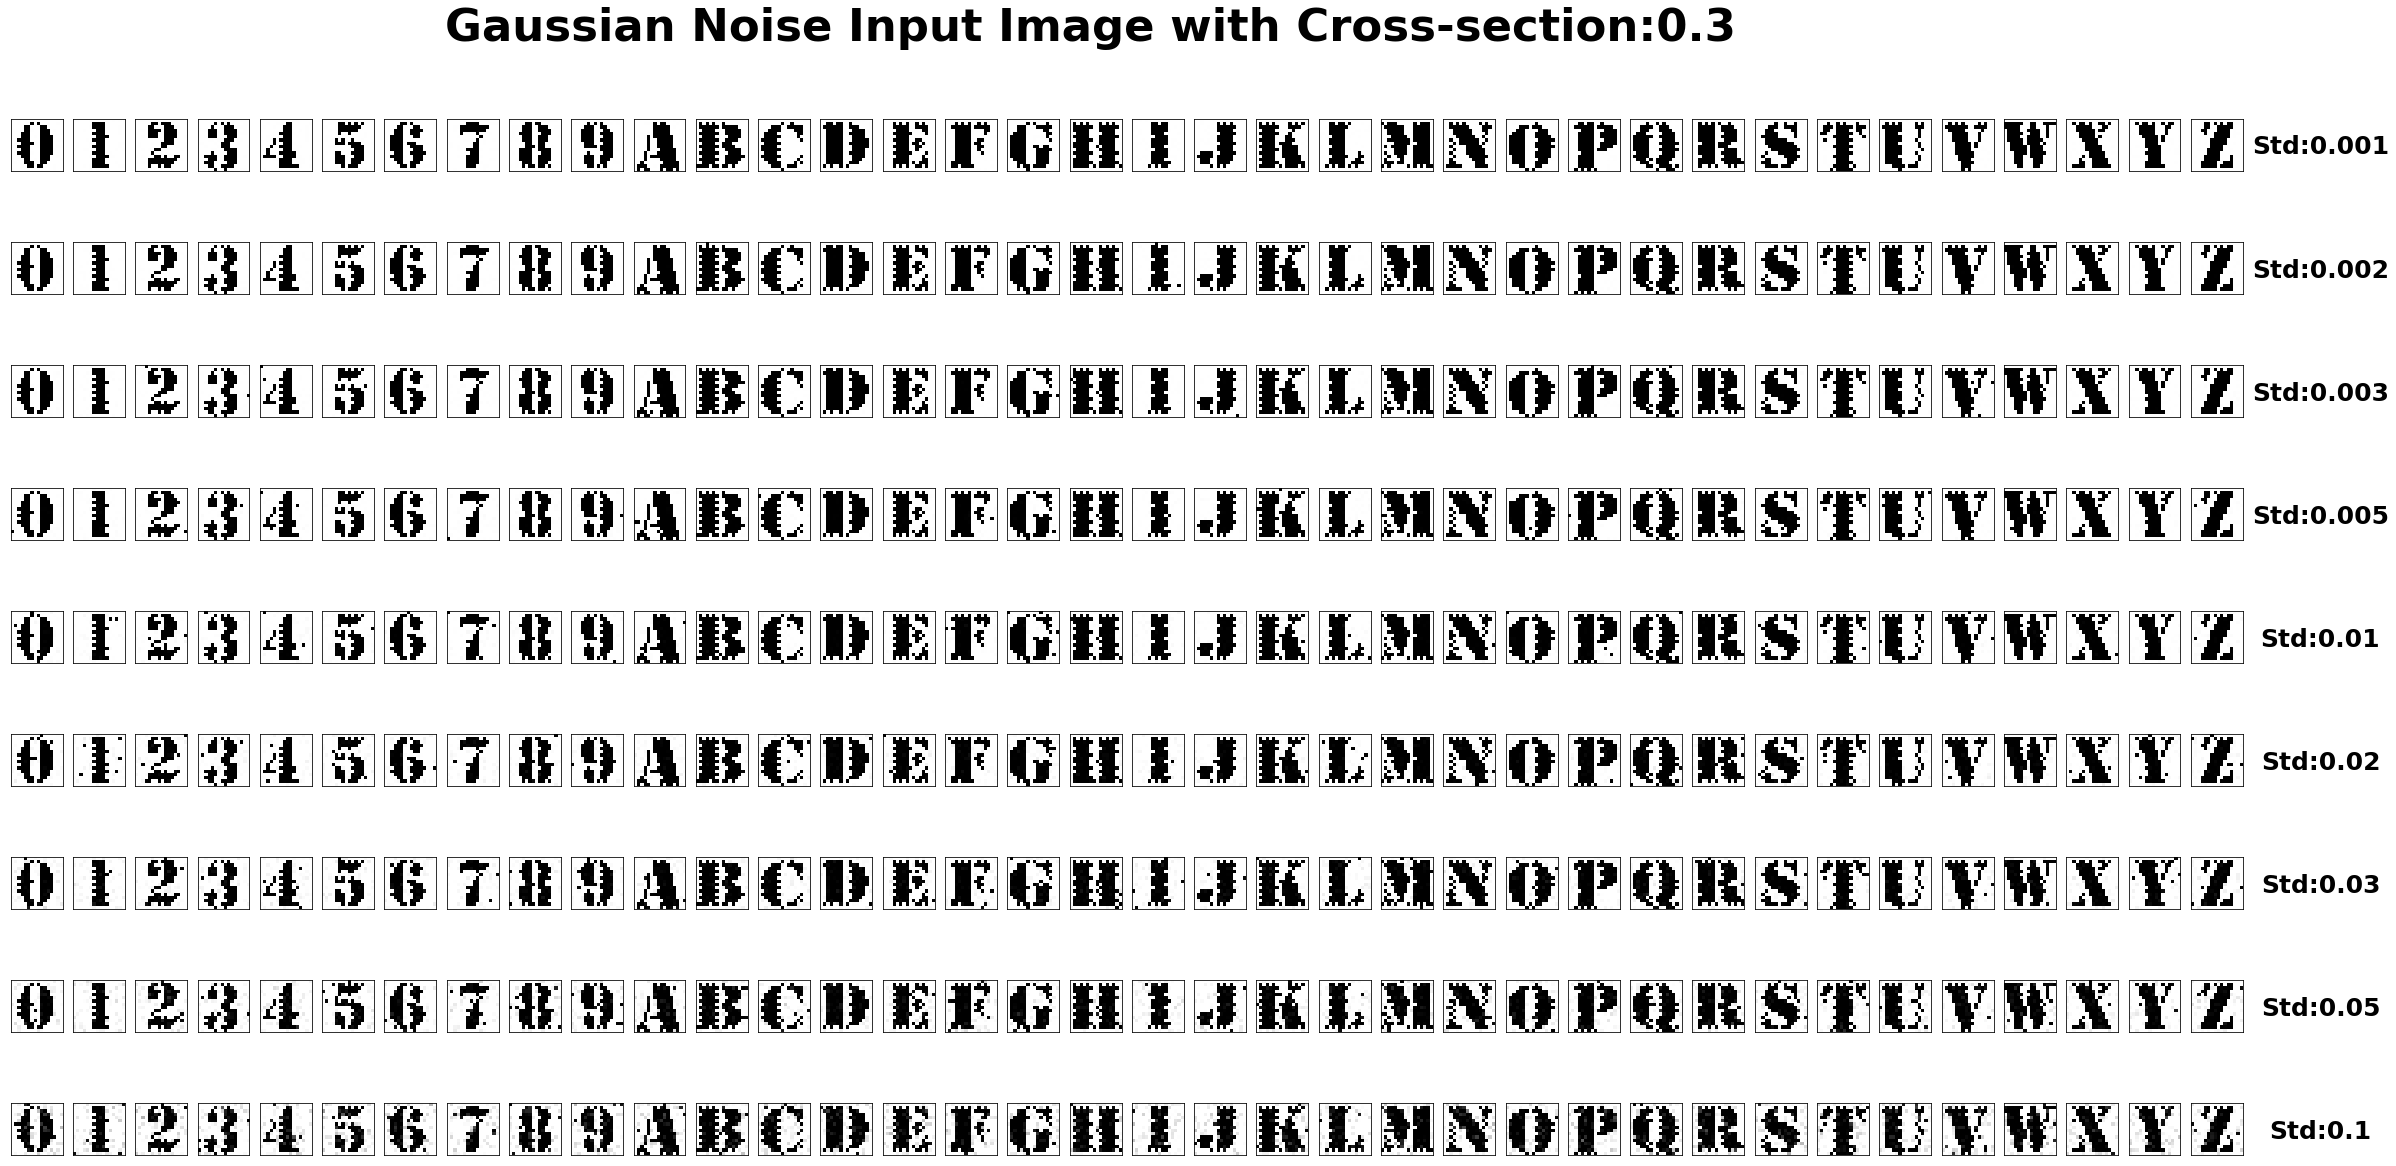 Gaussian Noise Input Image with Cross-section:0.3
0 1 2 3 4 5 6 7 8 9 A B C D E F G H I J K L M N O P Q R S T U V W X Y Z Std:0.001
0 1 2 3 4 5 6 7 8 9 A B C D E F G H I J K L M N O P Q R S T U V W X Y Z Std:0.002
0 1 2 3 4 5 6 7 8 9 A B C D E F G H I J K L M N O P Q R S T U V W X Y Z Std:0.003
0 1 2 3 4 5 6 7 8 9 A B C D E F G H I J K L M N O P Q R S T U V W X Y Z Std:0.005
0 1 2 3 4 5 6 7 8 9 A B C D E F G H I J K L M N O P Q R S T U V W X Y Z Std:0.01
0 1 2 3 4 5 6 7 8 9 A B C D E F G H I J K L M N O P Q R S T U V W X Y Z Std:0.02
0 1 2 3 4 5 6 7 8 9 A B C D E F G H I J K L M N O P Q R S T U V W X Y Z Std:0.03
0 1 2 3 4 5 6 7 8 9 A B C D E F G H I J K L M N O P Q R S T U V W X Y Z Std:0.05
0 1 2 3 4 5 6 7 8 9 A B C D E F G H I J K L M N O P Q R S T U V W X Y Z Std:0.1